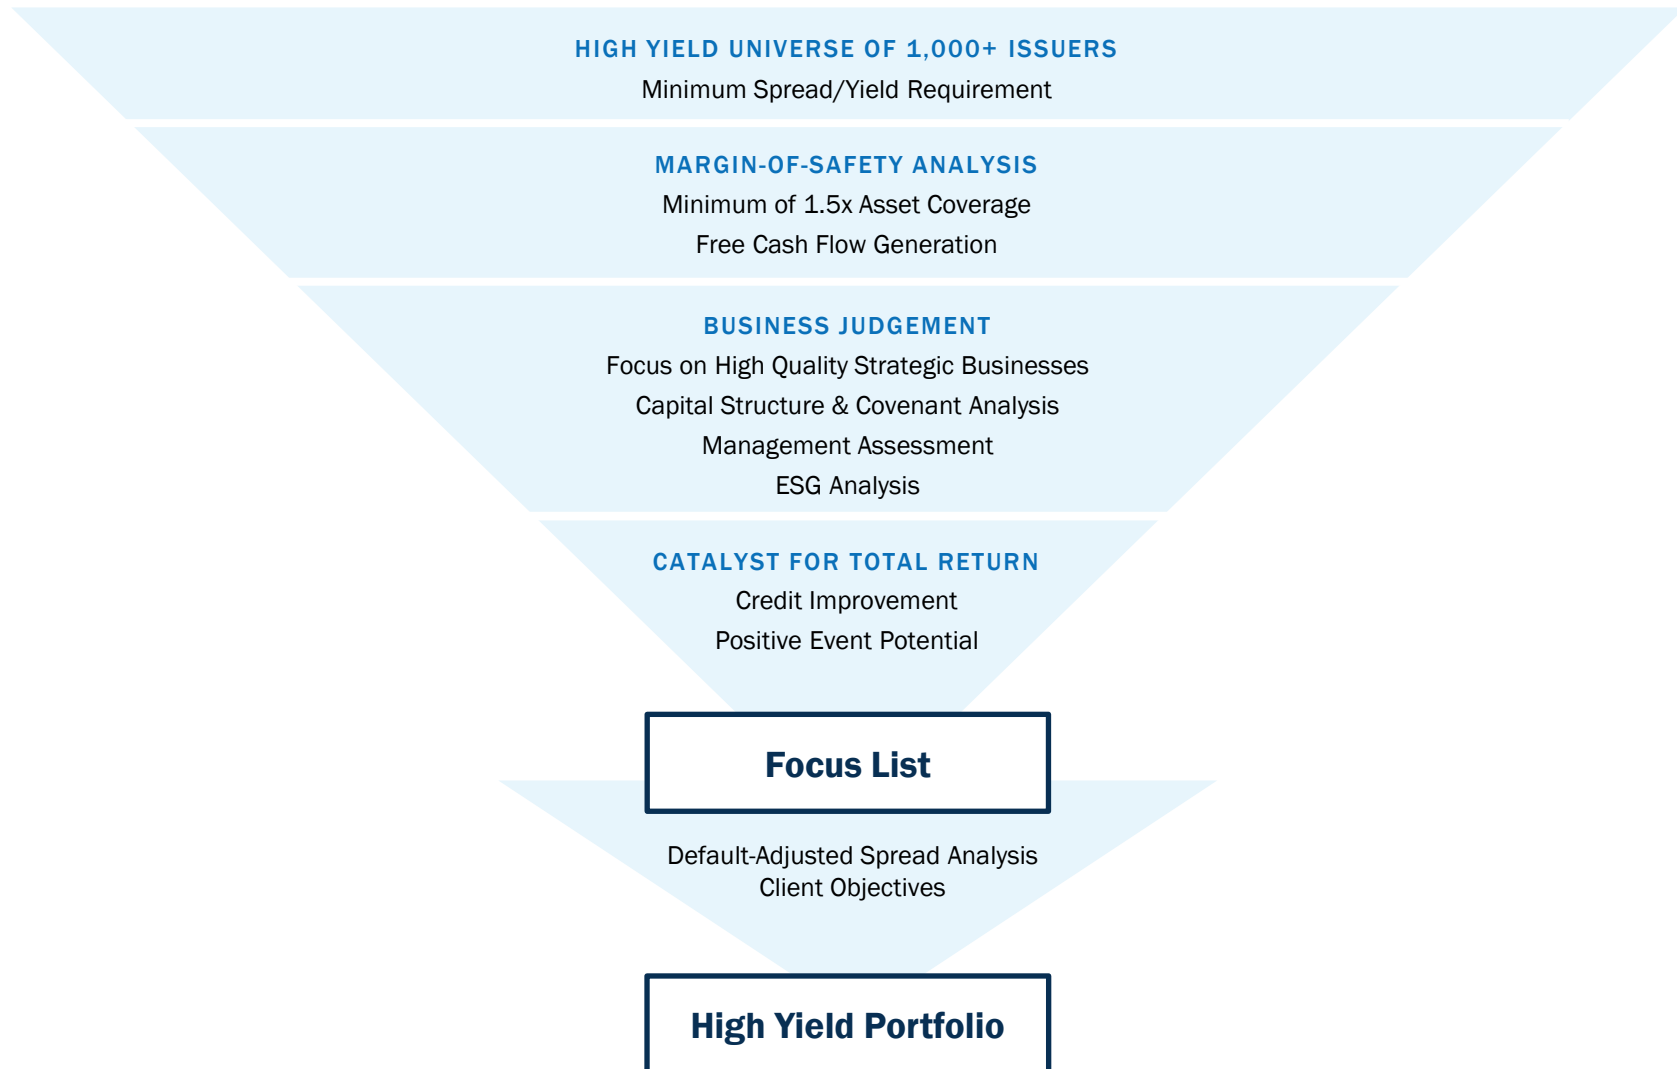 HIGH YIELD UNIVERSE OF 1,000+ ISSUERS
Minimum Spread/Yield Requirement
MARGIN-OF-SAFETY ANALYSIS
Minimum of 1.5x Asset Coverage
Free Cash Flow Generation
BUSINESS JUDGEMENT
Focus on High Quality Strategic Businesses
Capital Structure & Covenant Analysis
Management Assessment
ESG Analysis
CATALYST FOR TOTAL RETURN
Credit Improvement
Positive Event Potential
Focus List
Default-Adjusted Spread Analysis
Client Objectives
High Yield Portfolio